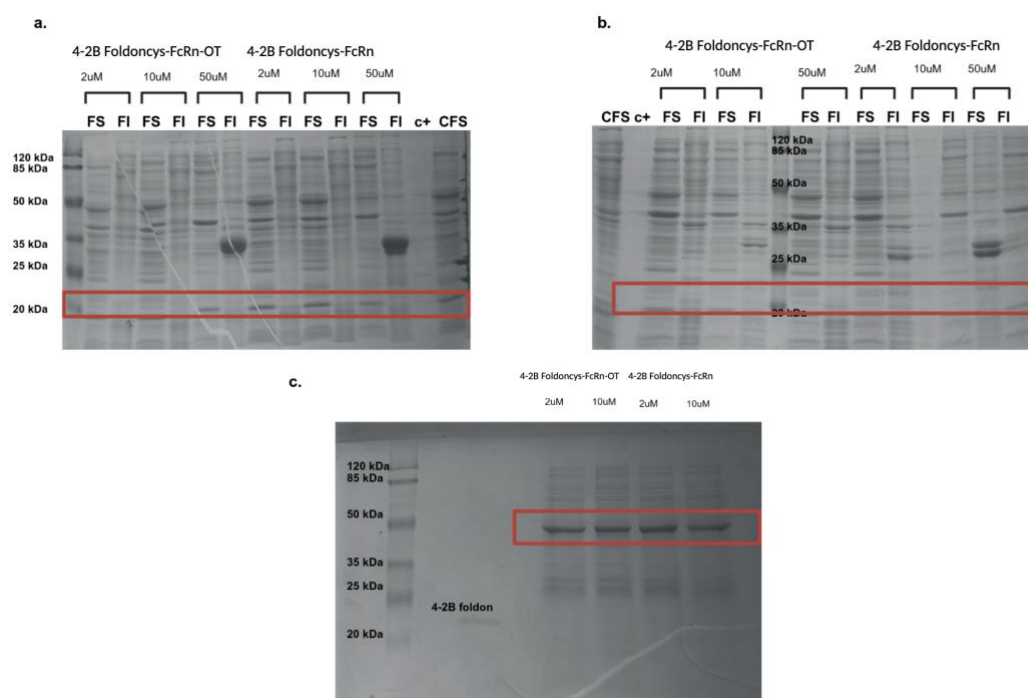 a.
4-2B Foldoncys-FcRn-OT 4-2B Foldoncys-FcRn
2uM 10uM 50uM 2uM 10uM 50uM
FS FI FS FI FS FI FS FI FS FI FS FI c+ CFS
120 kDa
85 kDa
50 kDa
35 kDa
25 kDa
20 kDa
b.
4-2B Foldoncys-FcRn-OT 4-2B Foldoncys-FcRn
2uM 10uM 50uM 2uM 10uM 50uM
CFS c+ FS FI FS FI FS FI FS FI FS FI FS FI
120 kDa
85 kDa
50 kDa
35 kDa
25 kDa
20 kDa
c.
4-2B Foldoncys-FcRn-OT 4-2B Foldoncys-FcRn
2uM 10uM 2uM 10uM
120 kDa
85 kDa
50 kDa
35 kDa
25 kDa
4-2B foldon
20 kDa